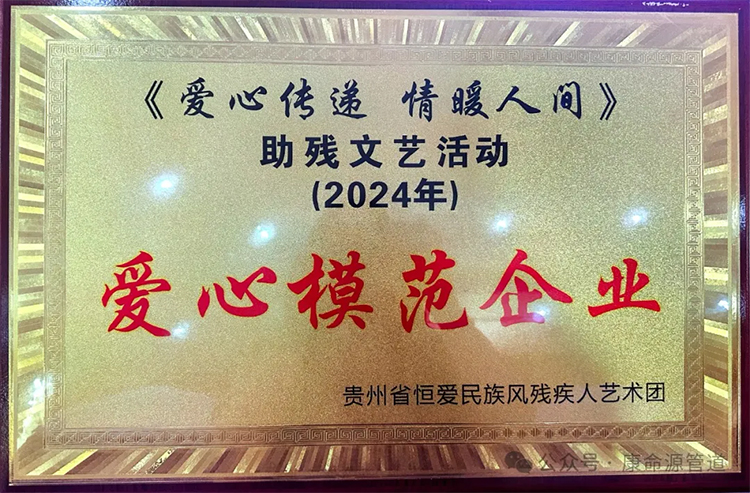 《爱心传递 情暖人间》
助残文艺活动
(2024年)
爱心模范企业
贵州省恒爱民族风残疾人艺术团
公众号·康命源管道